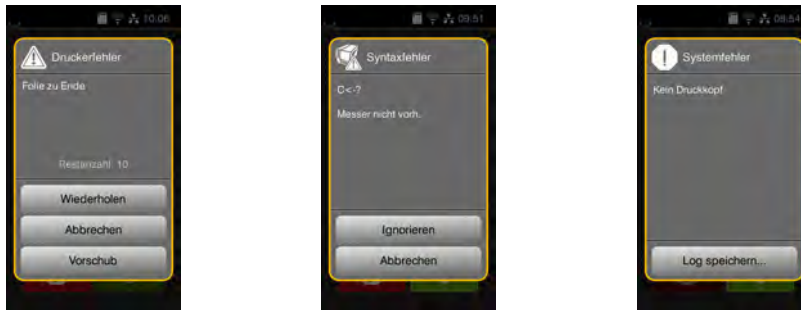 10:06
Druckerfehler
Folie zu Ende
Restanzahl 10
Wiederholen
Abbrechen
Vorschub
09:51
Syntaxfehler
C<-?
Messer nicht vorh.
Ignorieren
Abbrechen
08:54
Systemfehler
Kein Druckkopf
Log speichern...